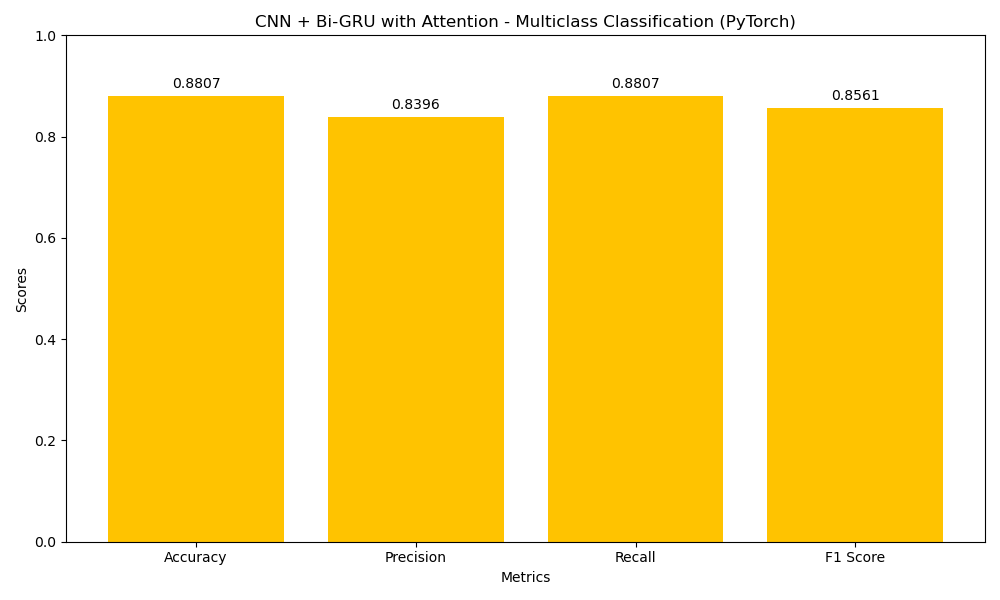 CNN + Bi-GRU with Attention - Multiclass Classification (PyTorch)
1.0
0.8
0.6
0.4
0.2
0.0
Scores
0.8807
0.8396
0.8807
0.8561
Accuracy
Precision
Recall
F1 Score
Metrics